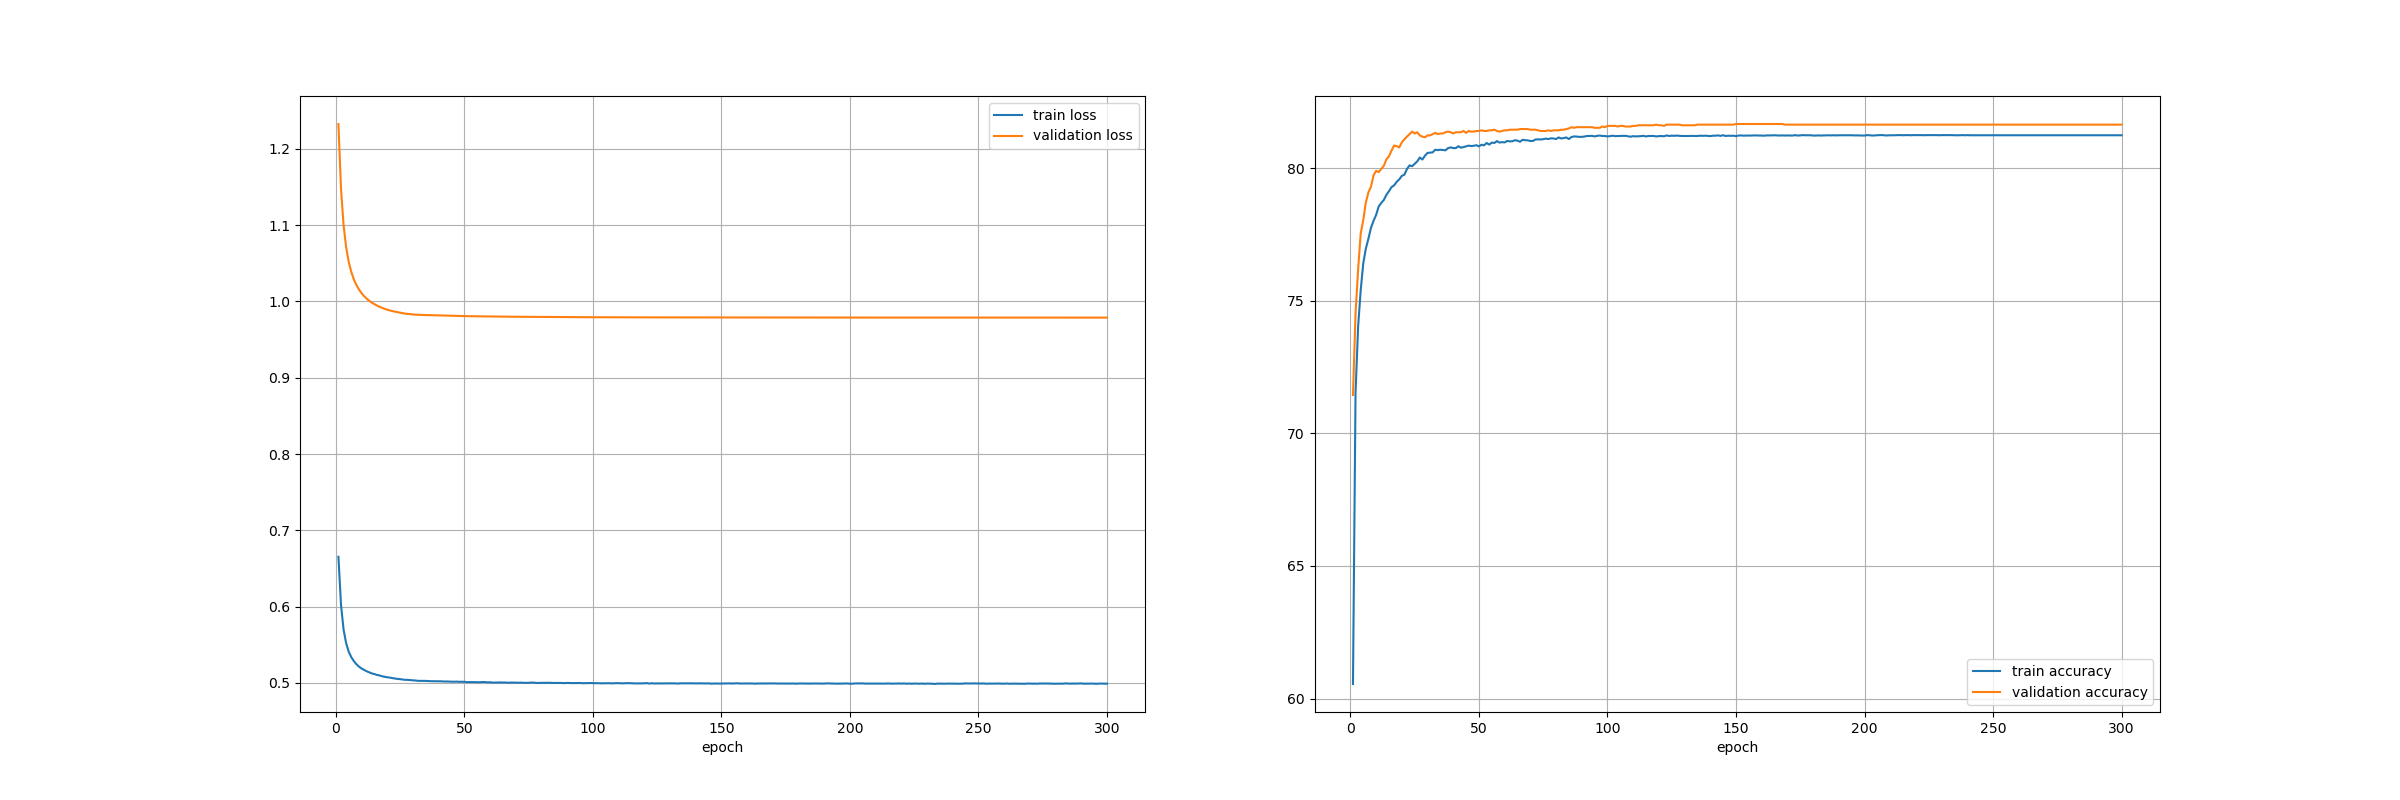 train loss
validation loss
1.2
1.1
1.0
0.9
0.8
0.7
0.6
0.5
0 50 100 150 200 250 300
epoch
80
75
70
65
60
train accuracy
validation accuracy
0 50 100 150 200 250 300
epoch